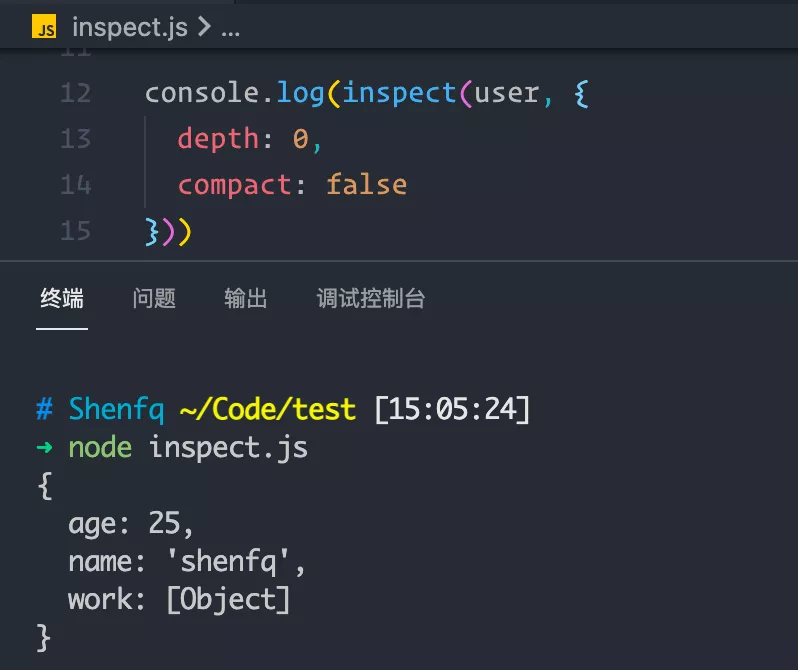 JS inspect.js > ...
11
12 console.log(inspect(user, {
13 depth: 0,
14 compact: false
15 }))
终端 问题 输出 调试控制台
# Shenfq ~/Code/test [15:05:24]
➜ node inspect.js
{
age: 25,
name: 'shenfq',
work: [Object]
}